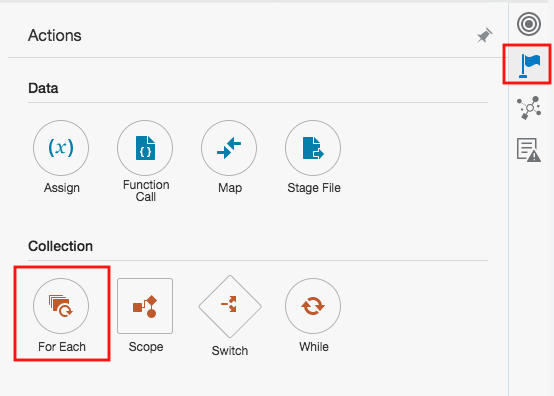 Actions
Data
(x)
{ }
Assign
Function
Call
Map
Stage File
Collection
For Each
Scope
Switch
While